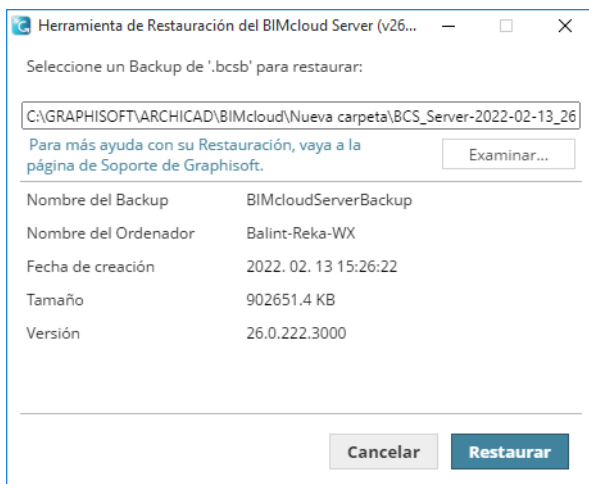 Herramienta de Restauración del BIMcloud Server (v26...
Seleccione un Backup de '.bcsb' para restaurar:
C:\GRAPHISOFT\ARCHICAD\BIMcloud\Nueva carpeta\BCS_Server-2022-02-13_26
Para más ayuda con su Restauración, vaya a la
página de Soporte de Graphisoft.
Examinar...
Nombre del Backup BIMcloudServerBackup
Nombre del Ordenador Balint-Reka-WX
Fecha de creación 2022. 02. 13 15:26:22
Tamaño 902651.4 KB
Versión 26.0.222.3000
Cancelar Restaurar